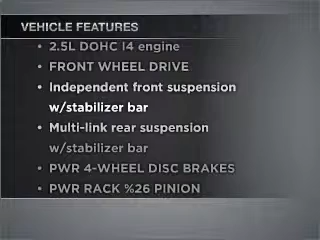 VEHICLE FEATURES
• 2.5L DOHC I4 engine
• FRONT WHEEL DRIVE
• Independent front suspension
w/stabilizer bar
• Multi-link rear suspension
w/stabilizer bar
• PWR 4-WHEEL DISC BRAKES
• PWR RACK %26 PINION